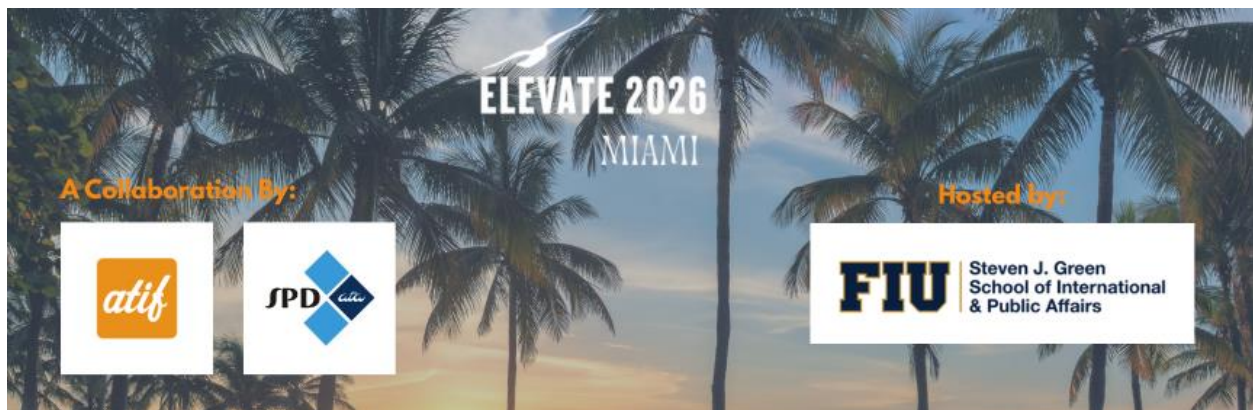 ELEVATE 2026
MIAMI
A Collaboration By:
Hosted by:
atif
SPD
FIU
Steven J. Green
School of International
& Public Affairs